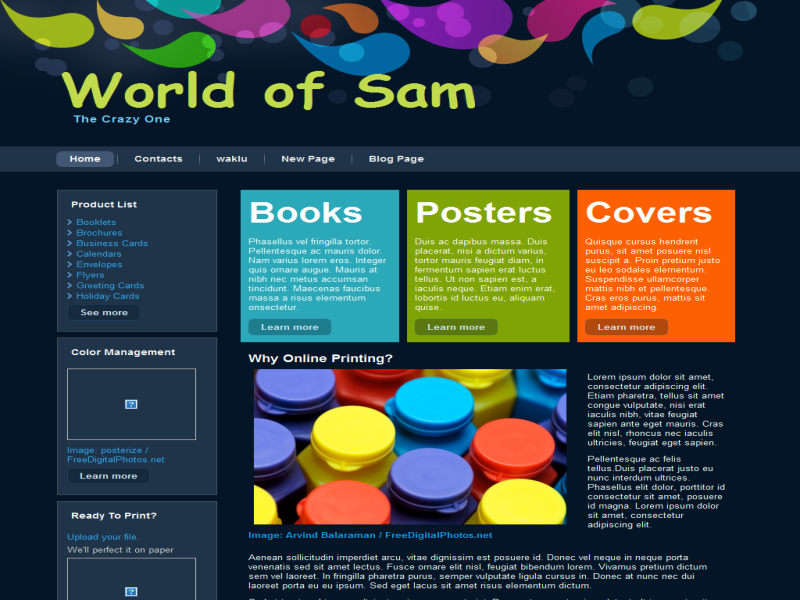 World of Sam
The Crazy One
Home
Contacts
waklu
New Page
Blog Page
Product List
Booklets
Brochures
Business Cards
Calendars
Envelopes
Flyers
Greeting Cards
Holiday Cards
See more
Color Management
Image: posterize /
FreeDigitalPhotos.net
Learn more
Ready To Print?
Upload your file.
We'll perfect it on paper
Books
Phasellus vel fringilla tortor.
Pellentesque ac mauris dolor.
Nam varius lorem eros. Integer
quis ornare augue. Mauris at
nibh nec metus accumsan
tincidunt. Maecenas faucibus
massa a risus elementum
onsectetur.
Learn more
Posters
Duis ac dapibus massa. Duis
placerat, nisi a dictum varius,
tortor mauris feugiat diam, in
fermentum sapien erat luctus
tellus. Ut non sapien est, a
iaculis neque. Etiam enim erat,
lobortis id luctus eu, aliquam
quise.
Learn more
Covers
Quisque cursus hendrerit
purus, sit amet posuere nisl
suscipit a. Proin pretium justo
eu leo sodales elementum.
Suspendisse ullamcorper
mattis nibh et pellentesque.
Cras eros purus, mattis sit
amet adipiscing.
Learn more
Why Online Printing?
Lorem ipsum dolor sit amet,
consectetur adipiscing elit.
Etiam pharetra, tellus sit amet
congue vulputate, nisi erat
iaculis nibh, vitae feugiat
sapien ante eget mauris. Cras
elit nisl, rhoncus nec iaculis
ultricies, feugiat eget sapien.
Pellentesque ac felis
tellus.Duis placerat justo eu
nunc interdum ultrices.
Phasellus elit dolor, porttitor id
consectetur sit amet, posuere
id magna. Lorem ipsum dolor
sit amet, consectetur
adipiscing elit.
Image: Arvind Balaraman / FreeDigitalPhotos.net
Aenean sollicitudin imperdiet arcu, vitae dignissim est posuere id. Donec vel neque in neque porta
venenatis sed sit amet lectus. Fusce ornare elit nisl, feugiat bibendum lorem. Vivamus pretium dictum
sem vel laoreet. In fringilla pharetra purus, semper vulputate ligula cursus in. Donec at nunc nec dui
laoreet porta eu eu ipsum. Sed eget lacus sit amet risus elementum dictum.